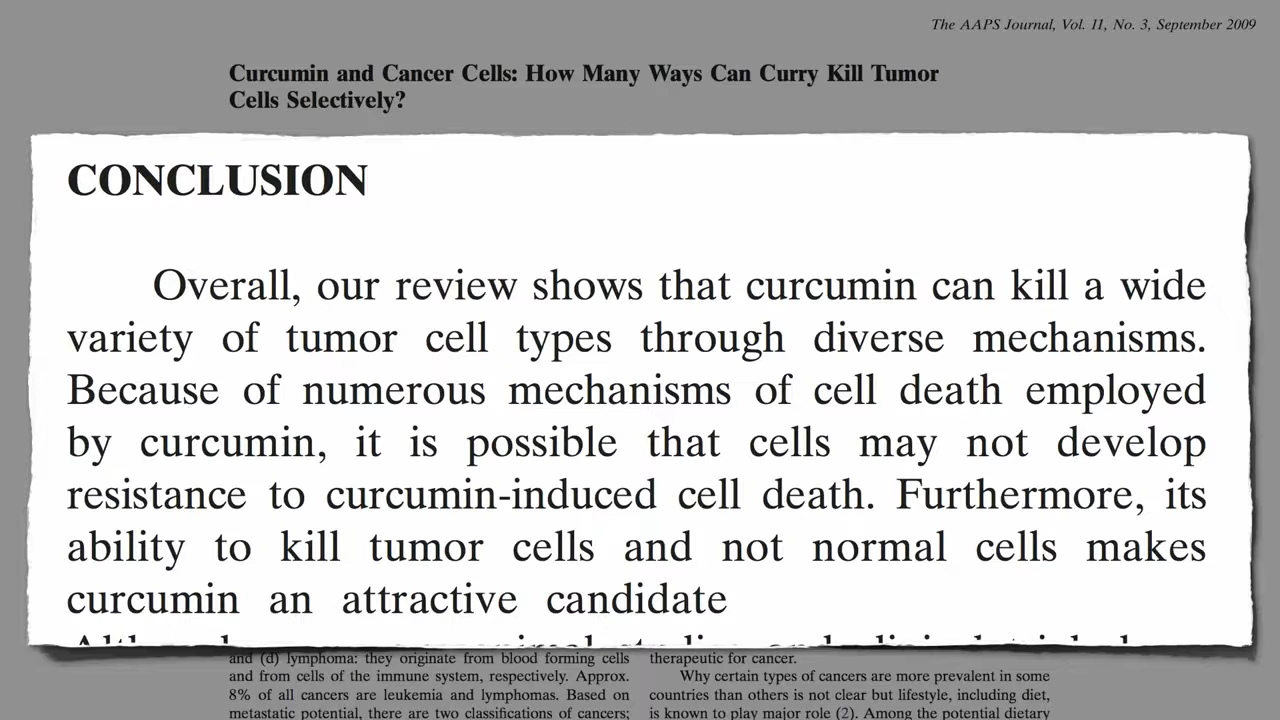 The AAPS Journal, Vol. 11, No. 3, September 2009
Curcumin and Cancer Cells: How Many Ways Can Curry Kill Tumor
Cells Selectively?
CONCLUSION
Overall, our review shows that curcumin can kill a wide
variety of tumor cell types through diverse mechanisms.
Because of numerous mechanisms of cell death employed
by curcumin, it is possible that cells may not develop
resistance to curcumin-induced cell death. Furthermore, its
ability to kill tumor cells and not normal cells makes
curcumin an attractive candidate
and (d) lymphoma: they originate from blood forming cells
and from cells of the immune system, respectively. Approx.
8% of all cancers are leukemia and lymphomas. Based on
metastatic potential, there are two classifications of cancers;
therapeutic for cancer.
Why certain types of cancers are more prevalent in some
countries than others is not clear but lifestyle, including diet,
is known to play major role (2). Among the potential dietary